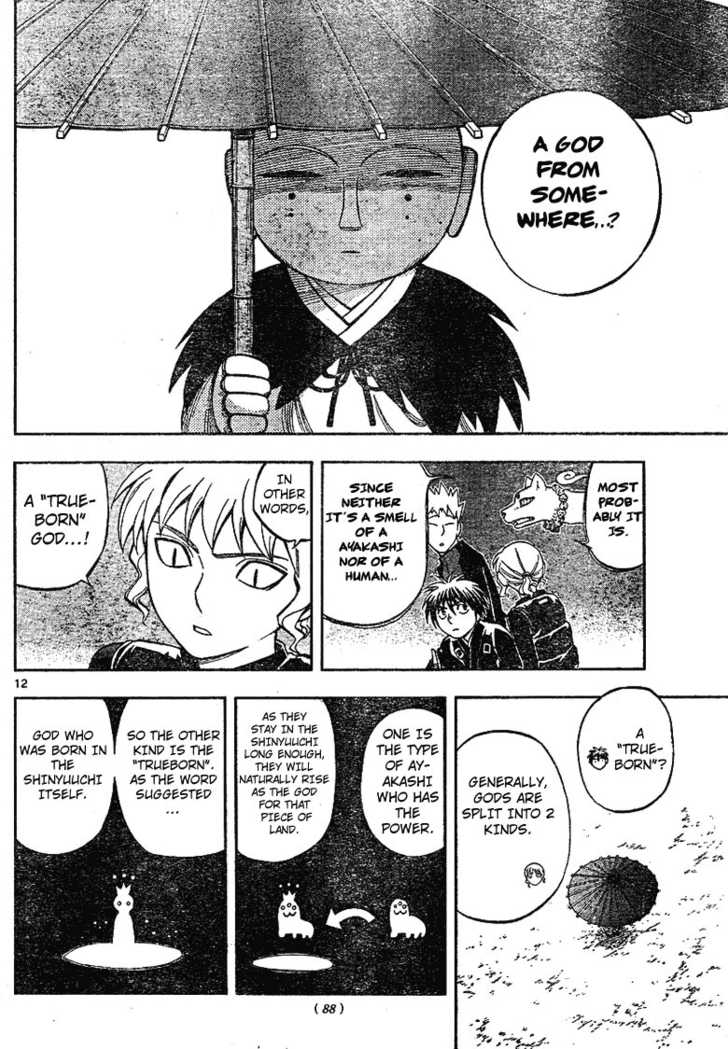 A GOD
FROM
SOME-
WHERE..?
MOST
PROB-
ABLY IT
IS.
SINCE
NEITHER
IT'S A SMELL
OF A
AYAKASHI
NOR OF A
HUMAN...
IN
OTHER
WORDS,
A "TRUE-
BORN"
GOD...!
12
A
"TRUE-
BORN"?
GENERALLY,
GODS ARE
SPLIT INTO 2
KINDS.
ONE IS
THE TYPE
OF AY-
AKASHI
WHO HAS
THE
POWER.
AS THEY
STAY IN THE
SHINYUUCHI
LONG ENOUGH,
THEY WILL
NATURALLY RISE
AS THE GOD
FOR THAT
PIECE OF
LAND.
SO THE OTHER
KIND IS THE
"TRUEBORN".
AS THE WORD
SUGGESTED
...
GOD WHO
WAS BORN IN
THE
SHINYUUCHI
ITSELF.
( 88 )